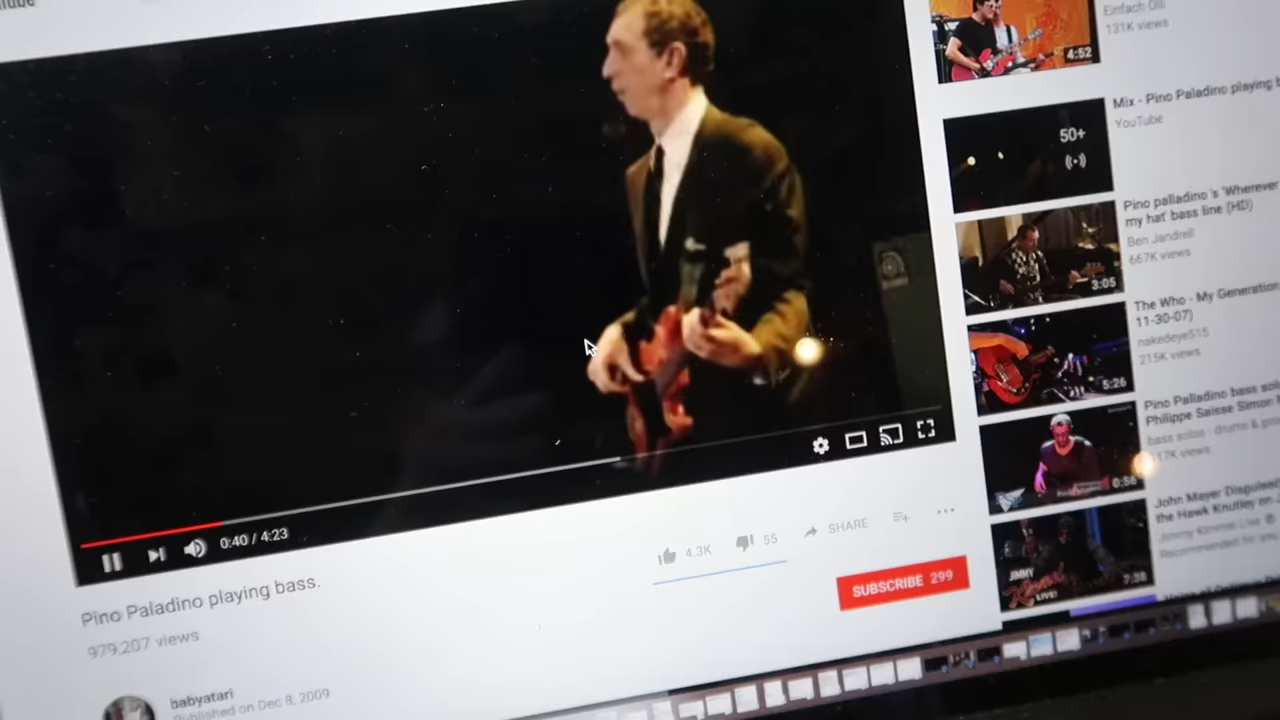 0:40 / 4:23
4.3K
55
SHARE
SUBSCRIBE 299
Pino Paladino playing bass.
979,207 views
babyatari
Published on Dec 8, 2009
Einfach Olli
131K views
4:52
Mix - Pino Paladino playing
YouTube
50+
Pino palladino 's 'Wherever
my hat' bass line (HD)
Ben Jandrell
667K views
3:05
The Who - My Generation
11-30-07)
nakedeye515
215K views
5:26
Pino Palladino bass solo
Philippe Saisse Simon
bass solos - drums &
17K views
0:56
John Mayer Disguised
the Hawk Knutley on
Jimmy Kimmel Live
Recommended for you
JIMMY
LIVE!
7:38